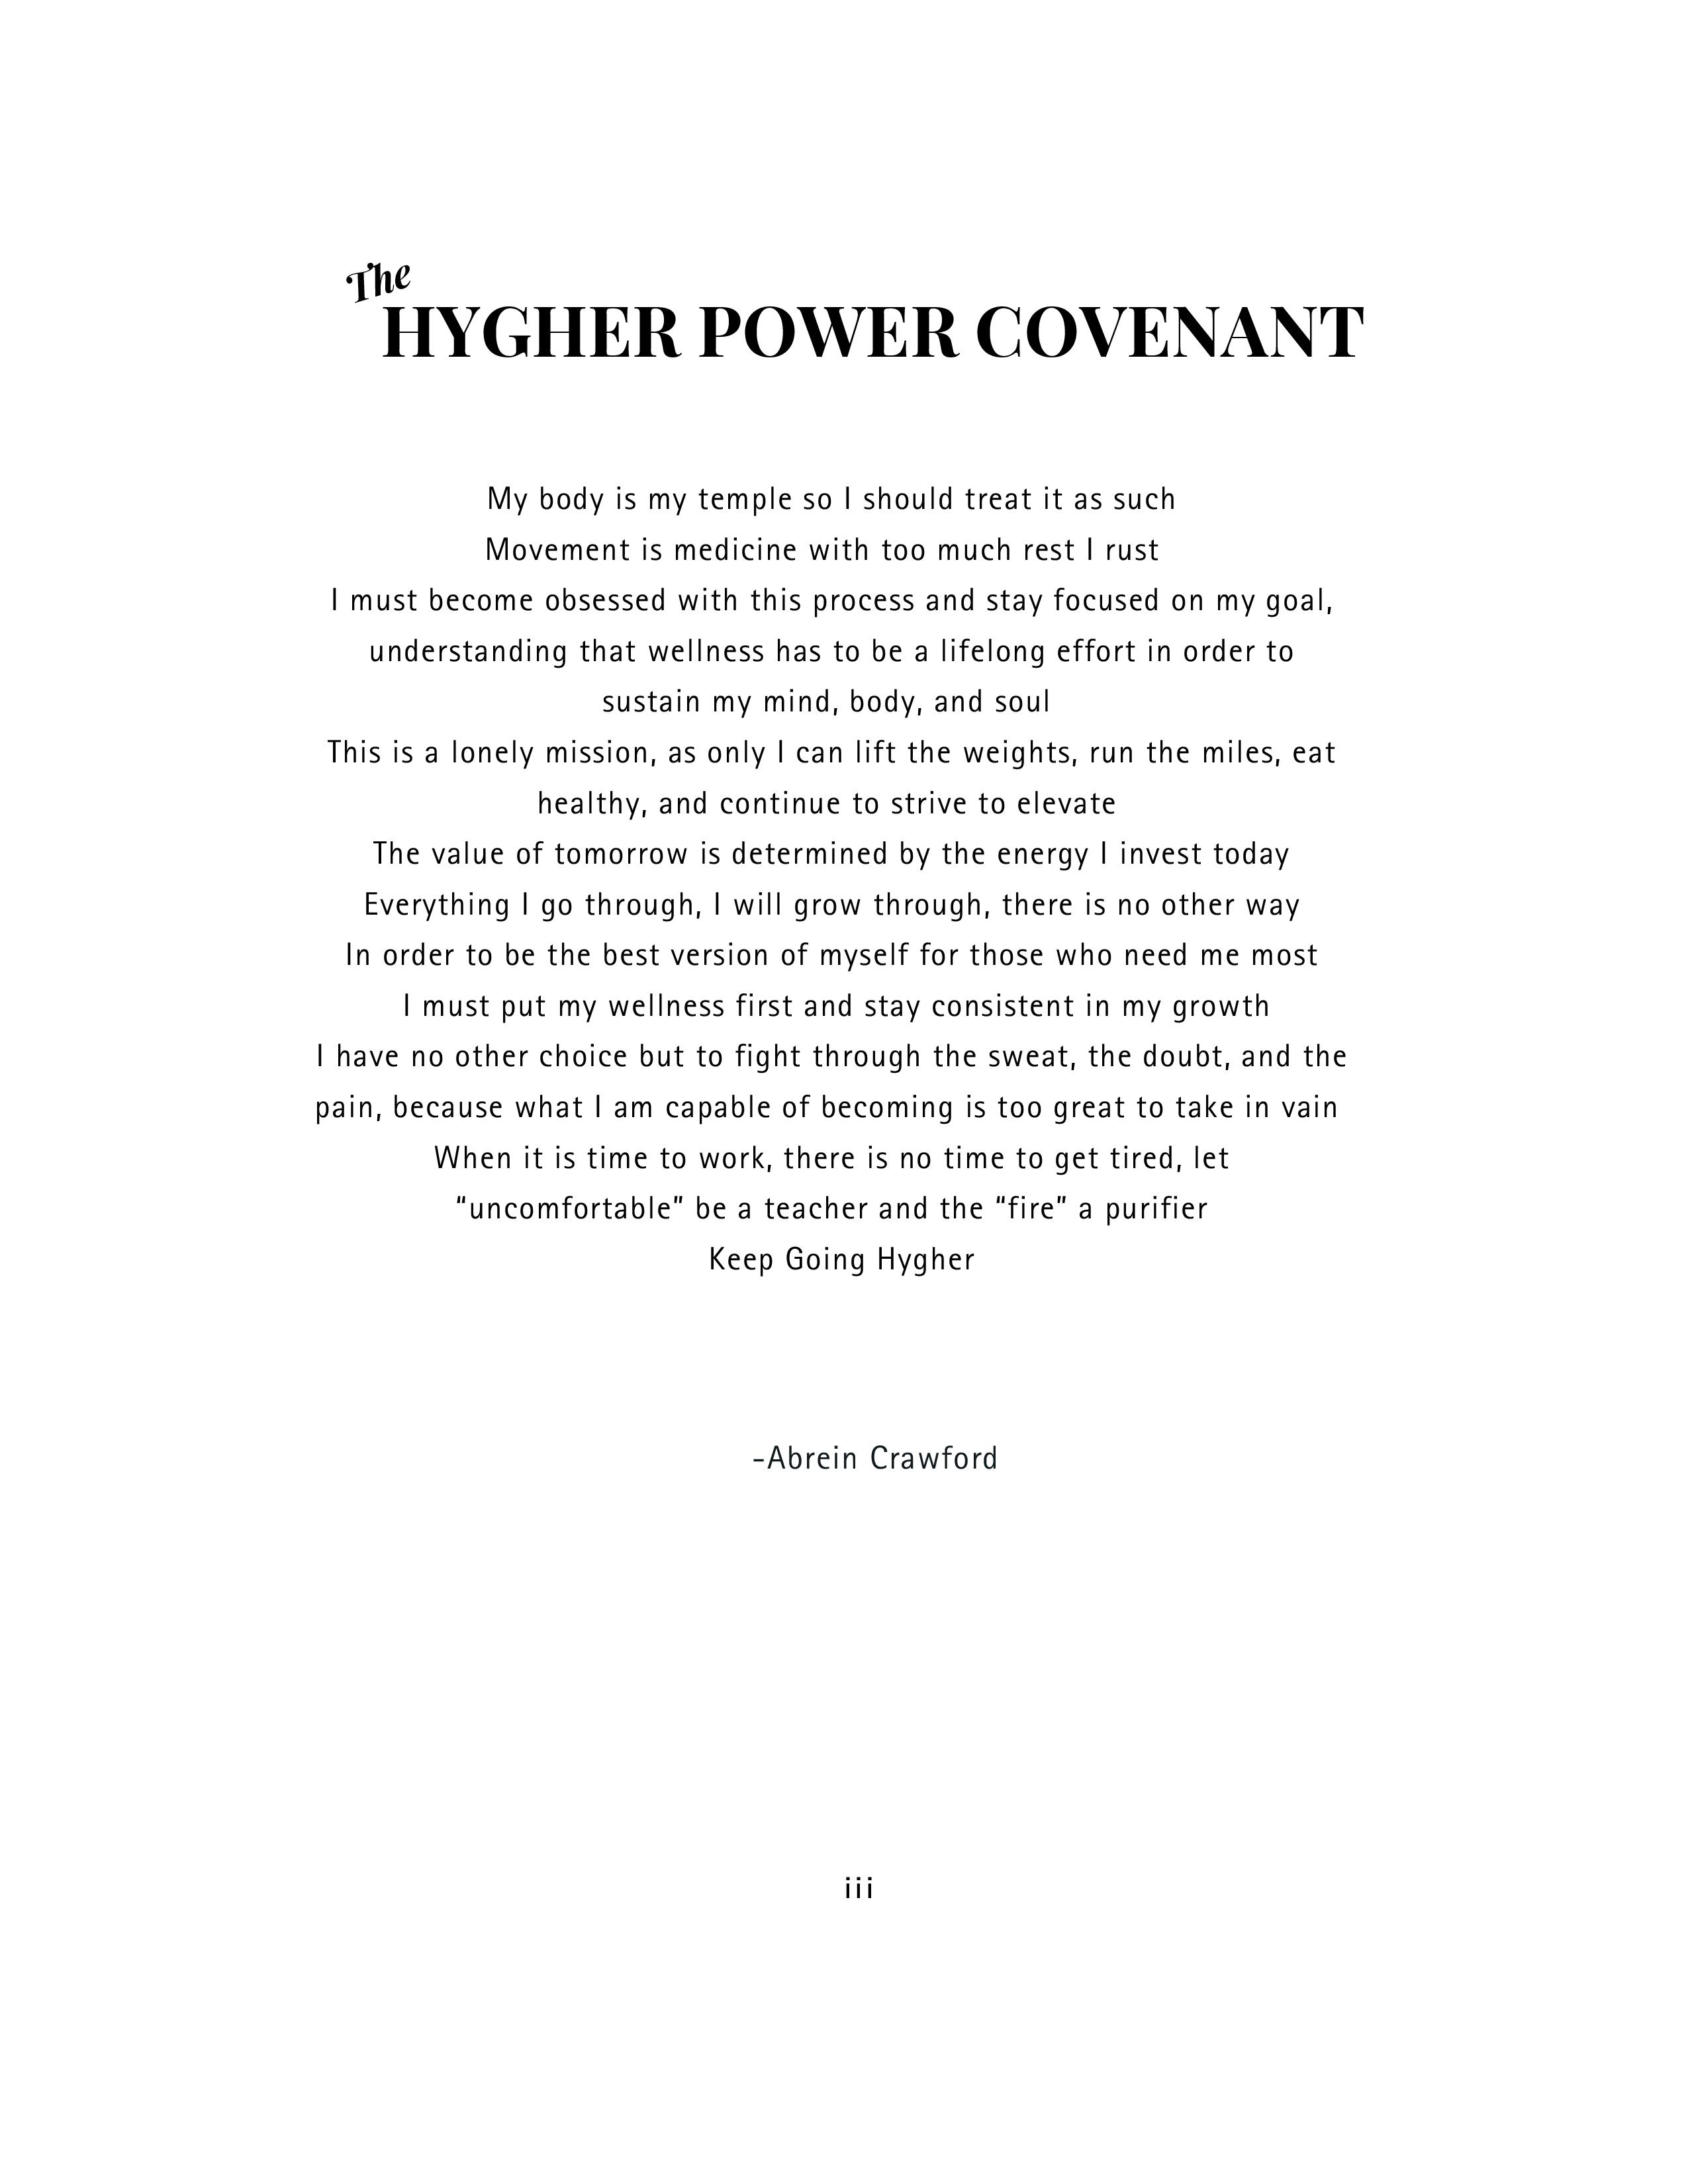 The
HYGHER POWER COVENANT
My body is my temple so I should treat it as such
Movement is medicine with too much rest I rust
I must become obsessed with this process and stay focused on my goal,
understanding that wellness has to be a lifelong effort in order to
sustain my mind, body, and soul
This is a lonely mission, as only I can lift the weights, run the miles, eat
healthy, and continue to strive to elevate
The value of tomorrow is determined by the energy I invest today
Everything I go through, I will grow through, there is no other way
In order to be the best version of myself for those who need me most
I must put my wellness first and stay consistent in my growth
I have no other choice but to fight through the sweat, the doubt, and the
pain, because what I am capable of becoming is too great to take in vain
When it is time to work, there is no time to get tired, let
“uncomfortable” be a teacher and the “fire” a purifier
Keep Going Hygher
-Abrein Crawford
iii